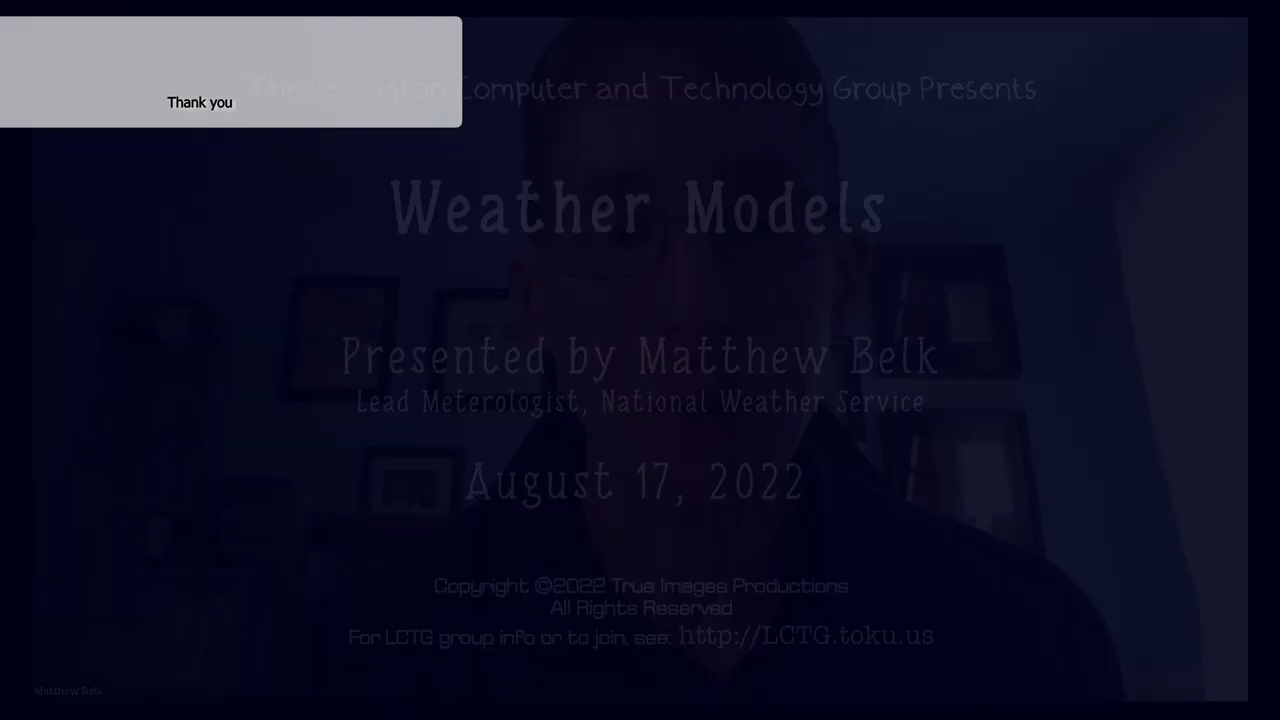 Thank you
The Lexington Computer and Technology Group Presents
Weather Models
Presented by Matthew Belk
Lead Meterologist, National Weather Service
August 17, 2022
Copyright ©2022 True Images Productions
All Rights Reserved
For LCTG group info or to join, see: http://LCTG.toku.us
Matthew Belk